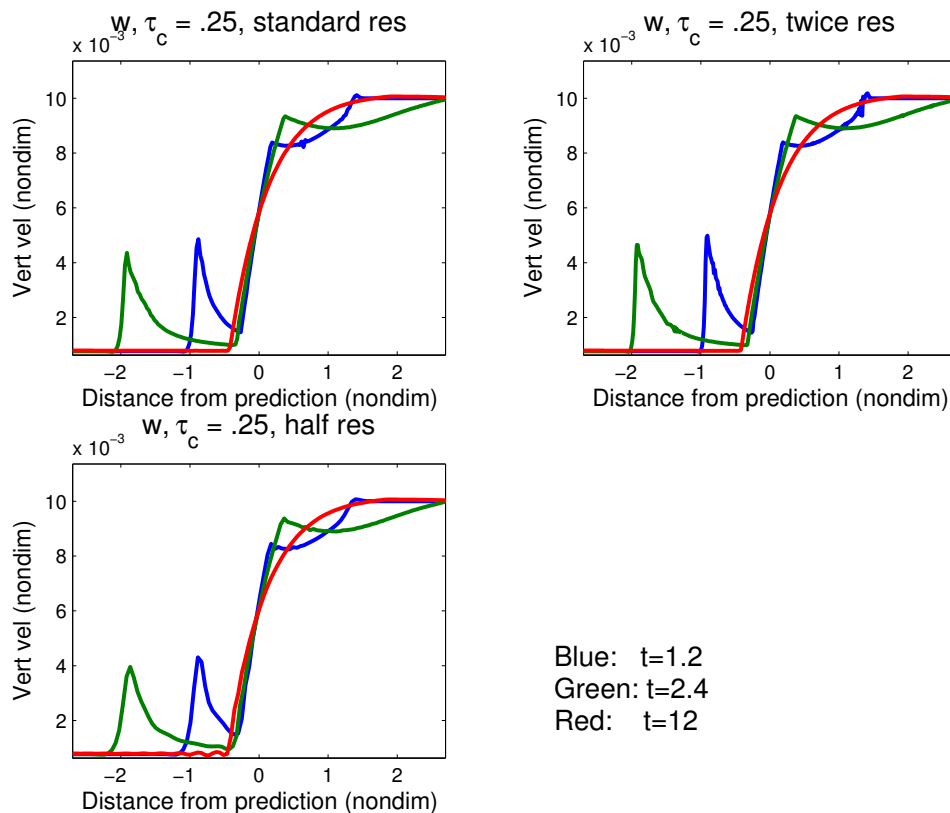 w, τc = .25, standard res
x 10−3
10
8
6
4
2
Vert vel (nondim)
−2 −1 0 1 2
Distance from prediction (nondim)
w, τc = .25, twice res
x 10−3
10
8
6
4
2
Vert vel (nondim)
−2 −1 0 1 2
Distance from prediction (nondim)
w, τc = .25, half res
x 10−3
10
8
6
4
2
Vert vel (nondim)
−2 −1 0 1 2
Distance from prediction (nondim)
Blue: t=1.2
Green: t=2.4
Red: t=12